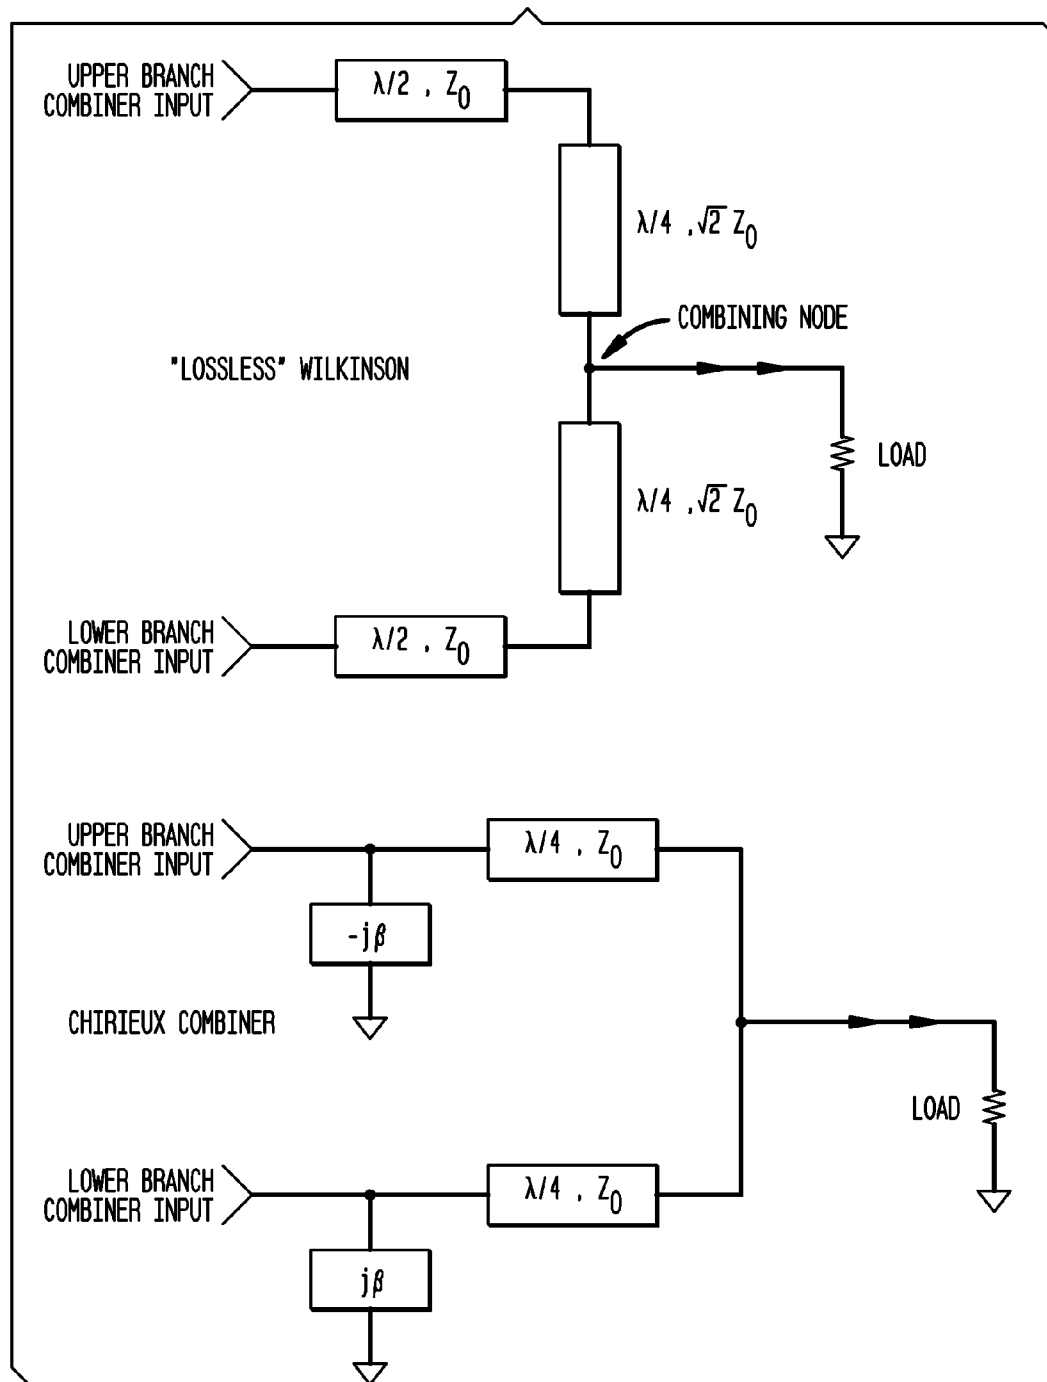 UPPER BRANCH
COMBINER INPUT
λ/2 , Z0
λ/4 ,√2 Z0
COMBINING NODE
"LOSSLESS" WILKINSON
LOAD
λ/4 ,√2 Z0
LOWER BRANCH
COMBINER INPUT
λ/2 , Z0
UPPER BRANCH
COMBINER INPUT
λ/4 , Z0
-jβ
CHIRIEUX COMBINER
LOAD
LOWER BRANCH
COMBINER INPUT
λ/4 , Z0
jβ